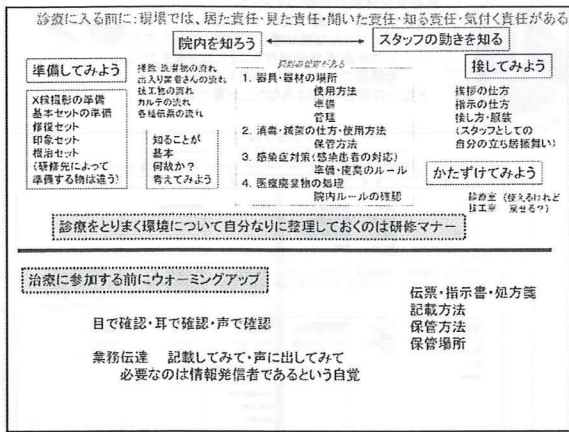 診療に入る前に:現場では、居た責任・見た責任・聞いた責任・知る責任・気付く責任がある
院内を知ろう
スタッフの動きを知る
準備してみよう
X線撮影の準備
基本セットの準備
修復セット
印象セット
根治セット
(研修先によって
準備する物は違う)
掃除・洗濯物の流れ
出入り業者さんの流れ
技工物の流れ
カルテの流れ
各種伝票の流れ
知ることが
基本
何故か?
考えてみよう
1. 器具・器材の場所
使用方法
準備
管理
2. 消毒・滅菌の仕方・使用方法
保管方法
3. 感染症対策(感染患者の対応)
準備・廃棄のルール
4. 医療廃棄物の処理
院内ルールの確認
接してみよう
挨拶の仕方
指示の仕方
接し方・服装
(スタッフとしての
自分の立ち居振舞い)
かたずけてみよう
診療室 (使えるけれど
技工室 戻せる?)
診療をとりまく環境について自分なりに整理しておくのは研修マナー
治療に参加する前にウォーミングアップ
目で確認・耳で確認・声で確認
業務伝達 記載してみて・声に出してみて
必要なのは情報発信者であるという自覚
伝票・指示書・処方箋
記載方法
保管方法
保管場所